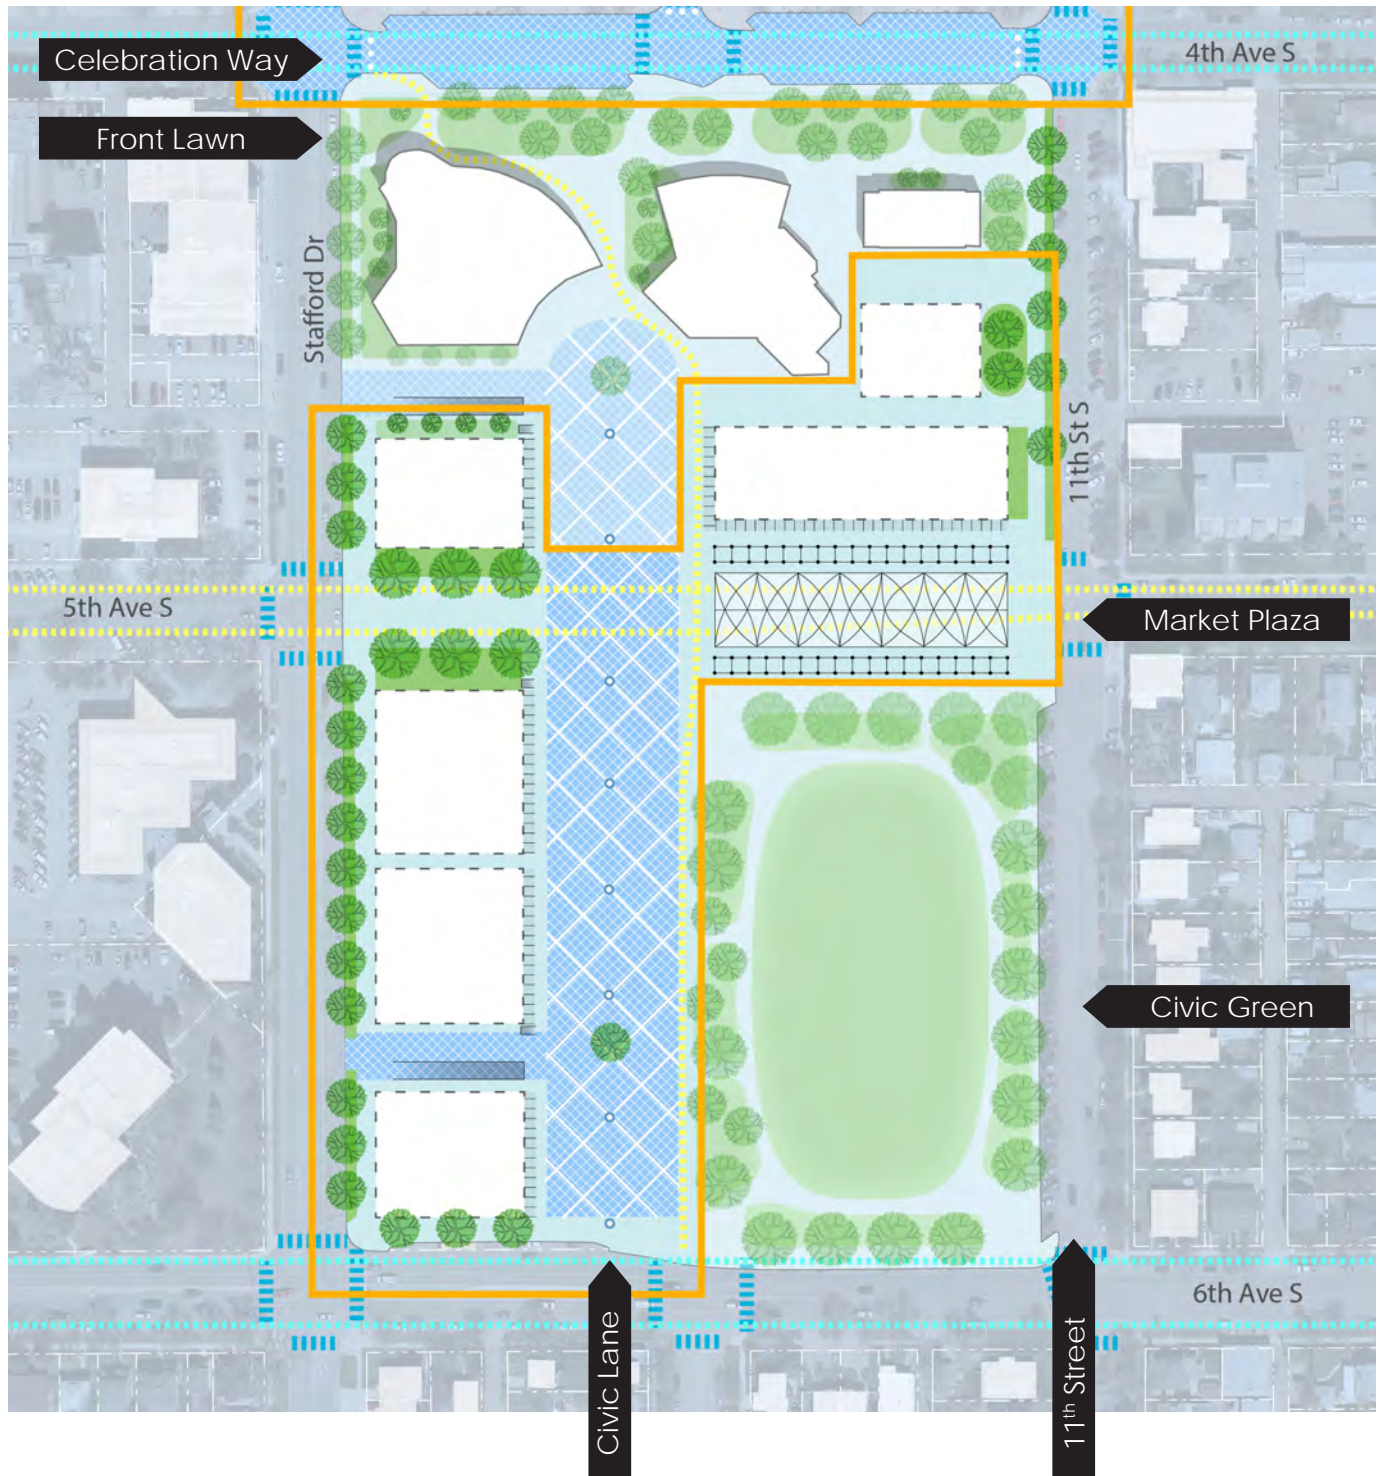 Celebration Way
4th Ave S
Front Lawn
Stafford Dr
11th St S
5th Ave S
Market Plaza
Civic Green
6th Ave S
Civic Lane
11th Street